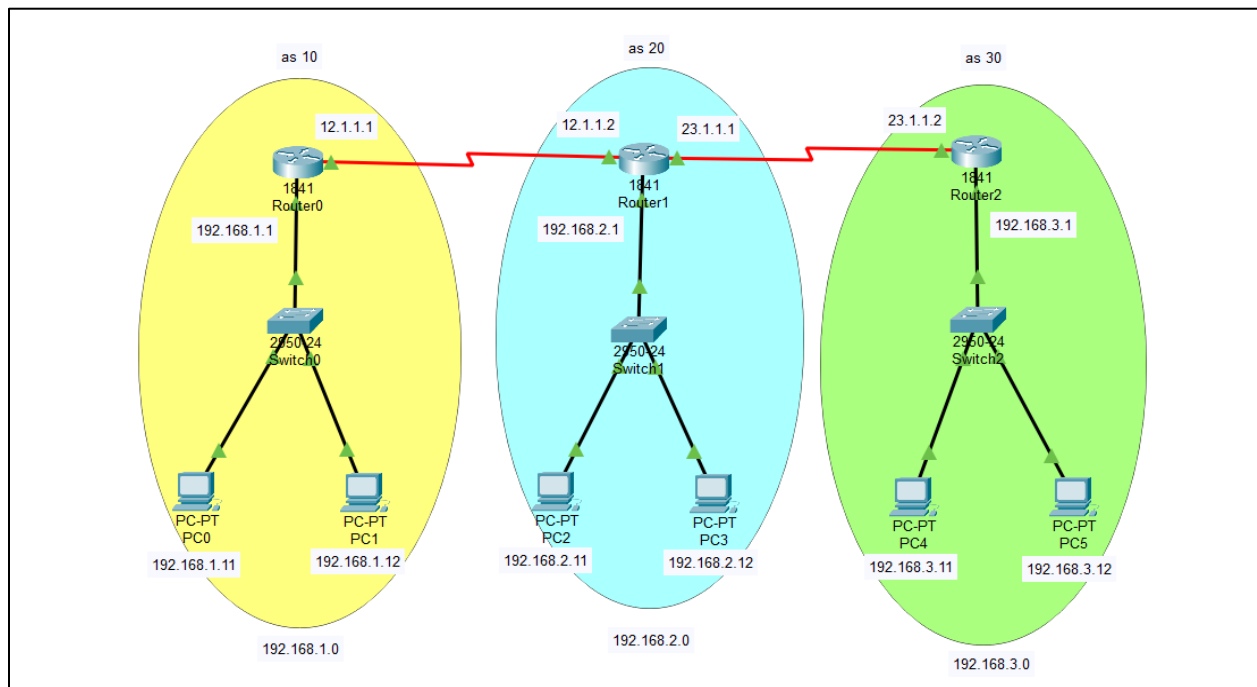 as 10
as 20
as 30
12.1.1.1
12.1.1.2
23.1.1.1
23.1.1.2
1841
Router0
1841
Router1
1841
Router2
192.168.1.1
192.168.2.1
192.168.3.1
2950-24
Switch0
2950-24
Switch1
2950-24
Switch2
PC-PT
PC0
PC-PT
PC1
PC-PT
PC2
PC-PT
PC3
PC-PT
PC4
PC-PT
PC5
192.168.1.11
192.168.1.12
192.168.2.11
192.168.2.12
192.168.3.11
192.168.3.12
192.168.1.0
192.168.2.0
192.168.3.0